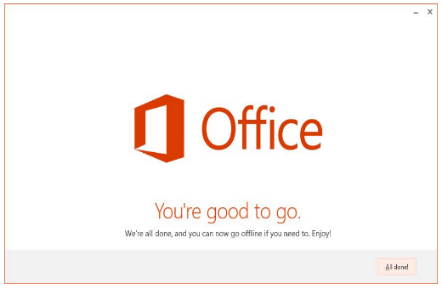 Office
You're good to go.
We're all done, and you can now go offline if you need to. Enjoy!
All done!